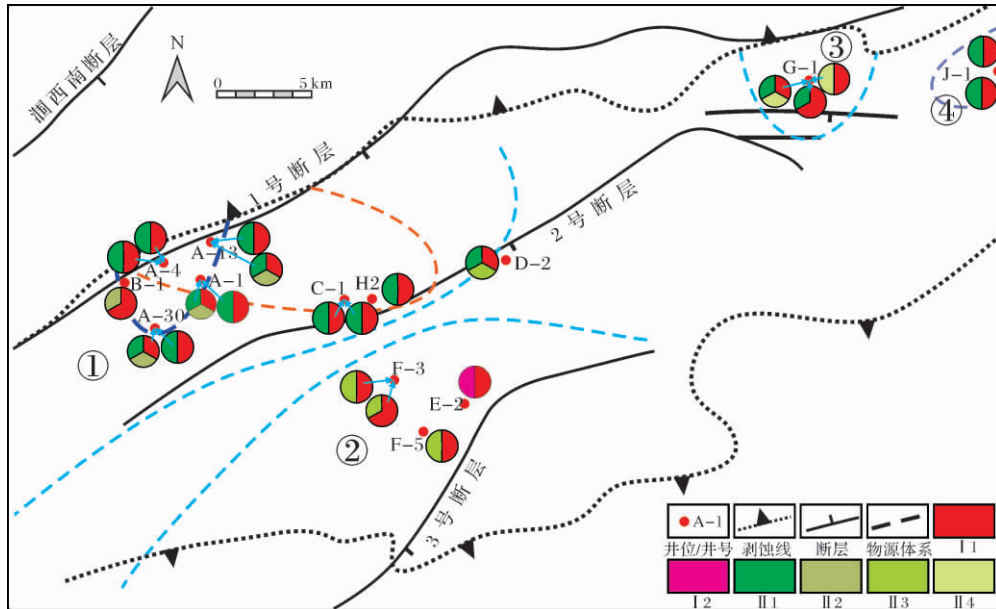 涠西南断层
N
0 5 km
1号断层
2号断层
3号断层
③
G-1
J-1
④
A-13
A-4
B-1
A-1
A-30
①
C-1
H2
D-2
F-3
E-2
F-5
②
A-1
井位/井号 剥蚀线 断层 物源体系 Ⅰ1
Ⅰ2 Ⅱ1 Ⅱ2 Ⅱ3 Ⅱ4